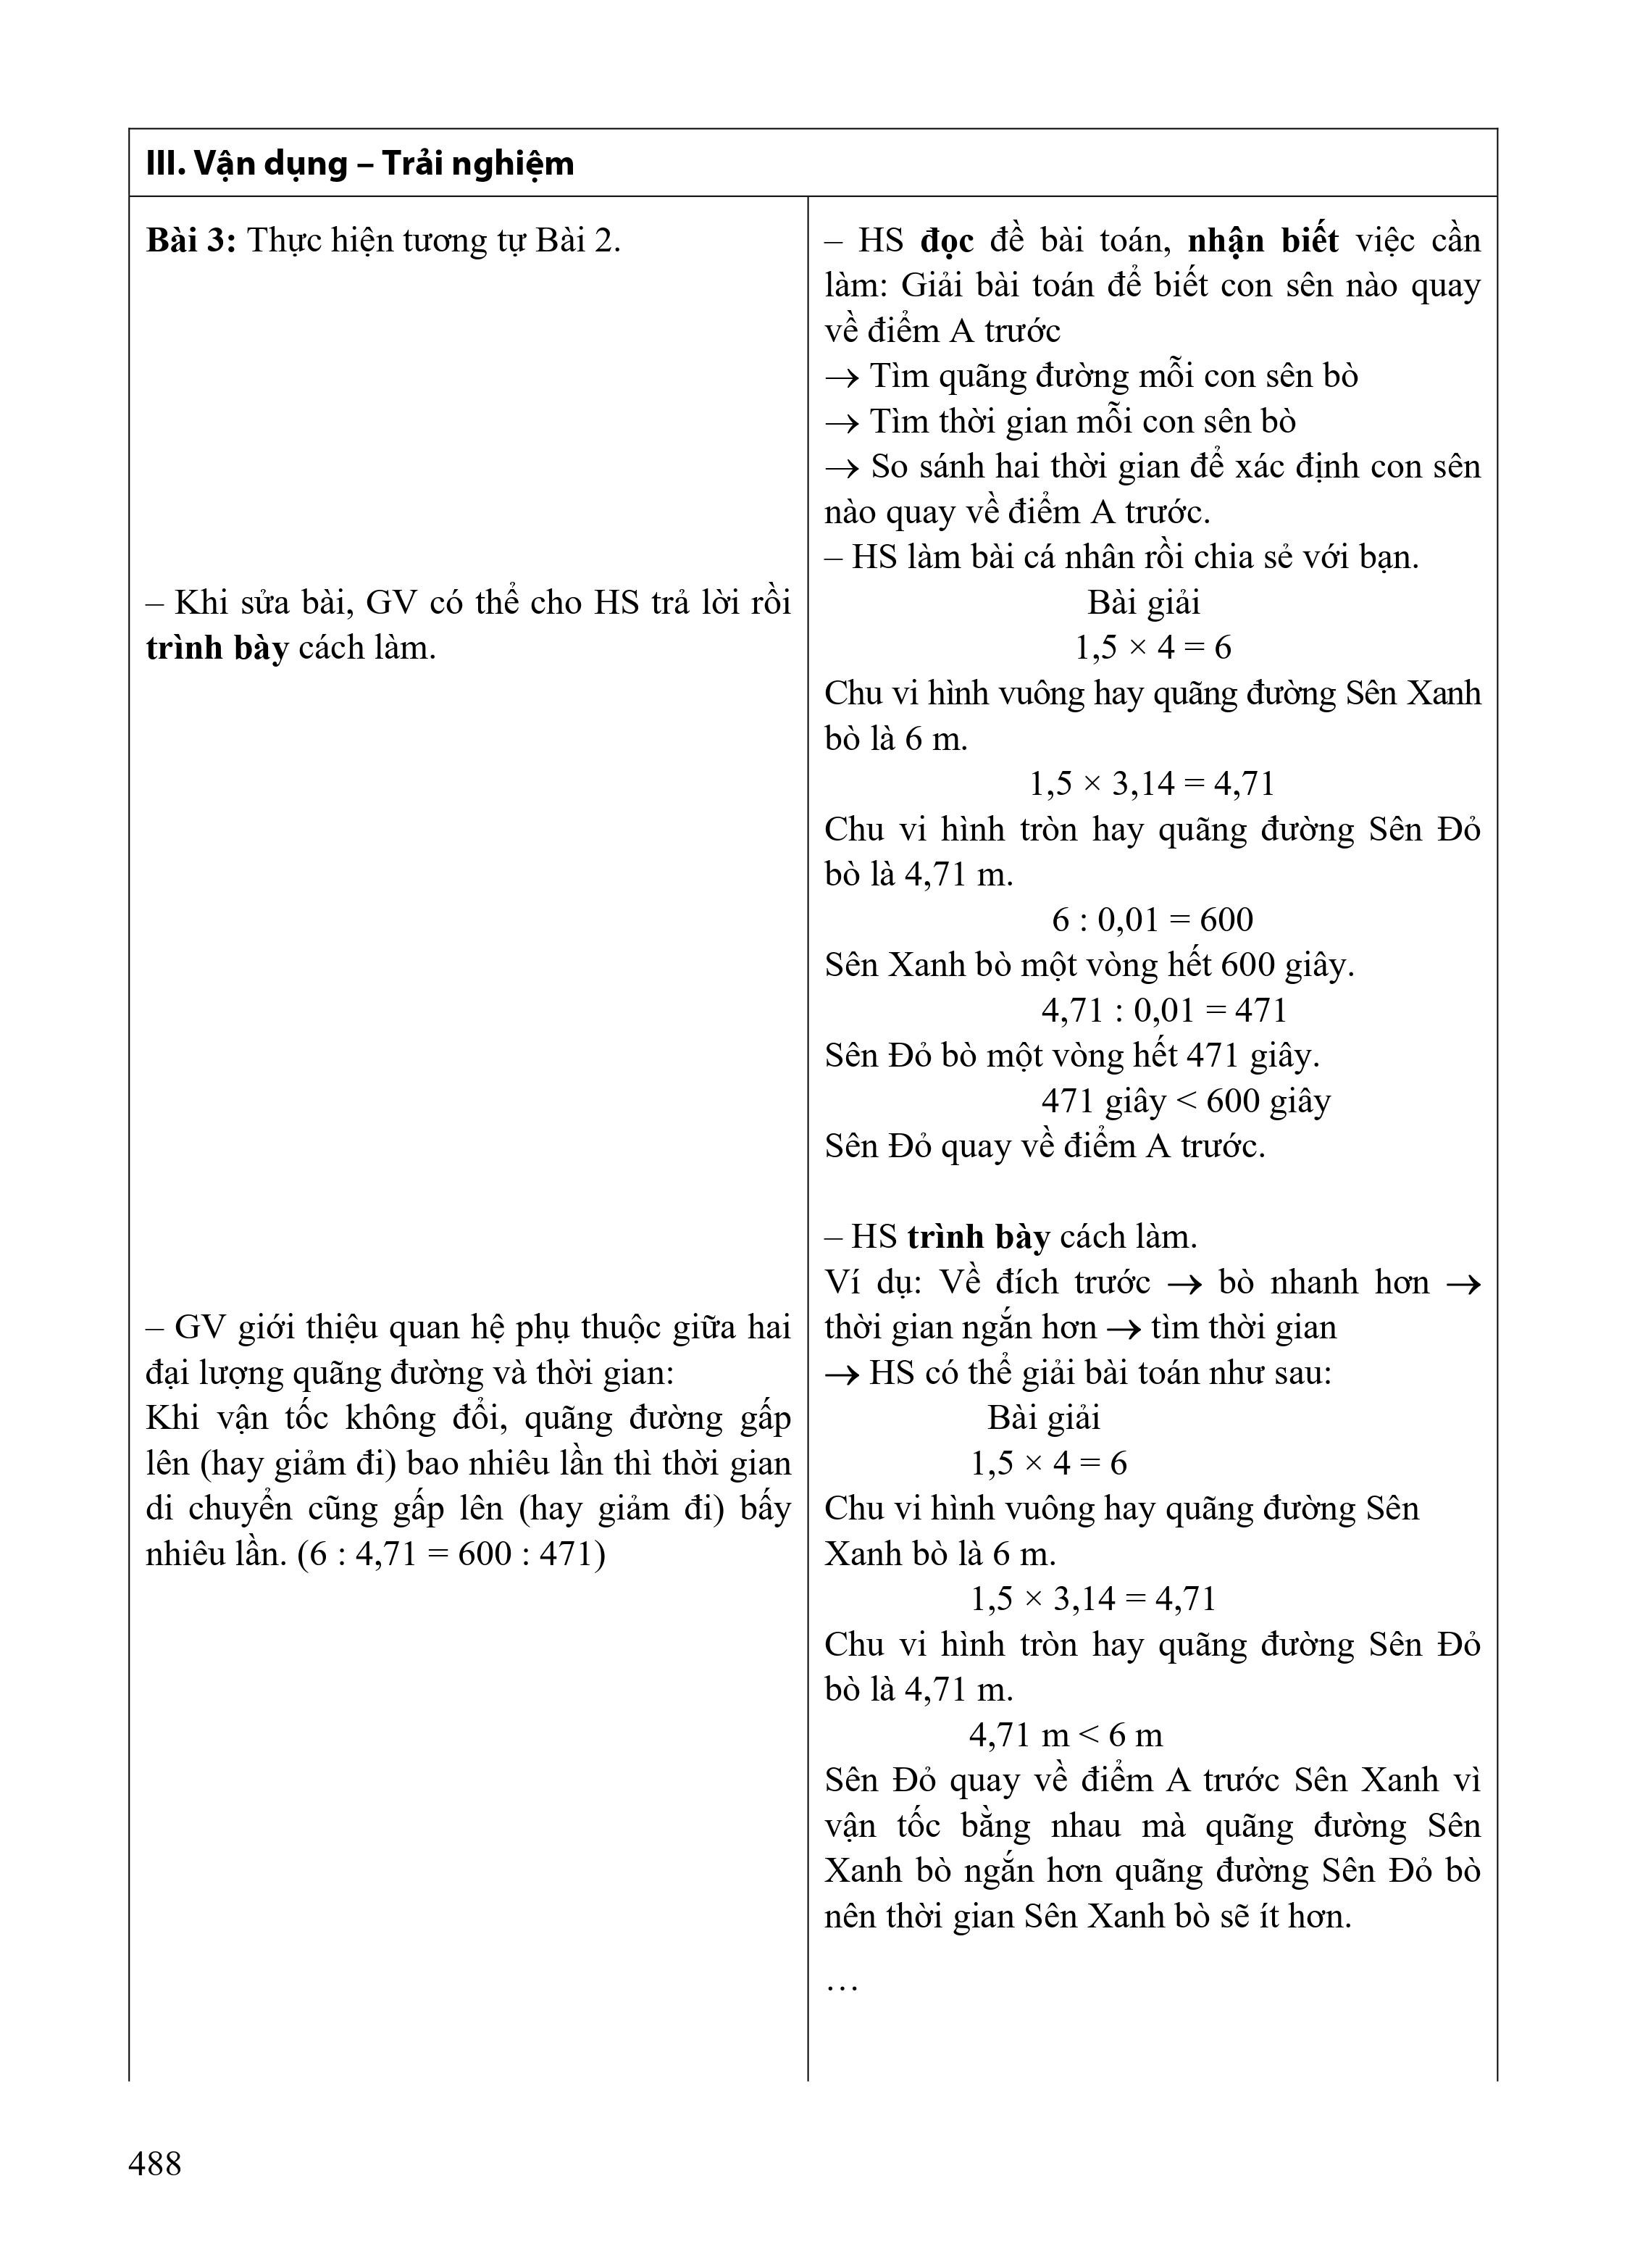 III. Vận dụng – Trải nghiệm
Bài 3: Thực hiện tương tự Bài 2.
– Khi sửa bài, GV có thể cho HS trả lời rồi
trình bày cách làm.
– GV giới thiệu quan hệ phụ thuộc giữa hai
đại lượng quãng đường và thời gian:
Khi vận tốc không đổi, quãng đường gấp
lên (hay giảm đi) bao nhiêu lần thì thời gian
di chuyển cũng gấp lên (hay giảm đi) bấy
nhiêu lần. (6 : 4,71 = 600 : 471)
– HS đọc đề bài toán, nhận biết việc cần
làm: Giải bài toán để biết con sên nào quay
về điểm A trước
→ Tìm quãng đường mỗi con sên bò
→ Tìm thời gian mỗi con sên bò
→ So sánh hai thời gian để xác định con sên
nào quay về điểm A trước.
– HS làm bài cá nhân rồi chia sẻ với bạn.
Bài giải
1,5 × 4 = 6
Chu vi hình vuông hay quãng đường Sên Xanh
bò là 6 m.
1,5 × 3,14 = 4,71
Chu vi hình tròn hay quãng đường Sên Đỏ
bò là 4,71 m.
6 : 0,01 = 600
Sên Xanh bò một vòng hết 600 giây.
4,71 : 0,01 = 471
Sên Đỏ bò một vòng hết 471 giây.
471 giây < 600 giây
Sên Đỏ quay về điểm A trước.
– HS trình bày cách làm.
Ví dụ: Về đích trước → bò nhanh hơn →
thời gian ngắn hơn → tìm thời gian
→ HS có thể giải bài toán như sau:
Bài giải
1,5 × 4 = 6
Chu vi hình vuông hay quãng đường Sên
Xanh bò là 6 m.
1,5 × 3,14 = 4,71
Chu vi hình tròn hay quãng đường Sên Đỏ
bò là 4,71 m.
4,71 m < 6 m
Sên Đỏ quay về điểm A trước Sên Xanh vì
vận tốc bằng nhau mà quãng đường Sên
Xanh bò ngắn hơn quãng đường Sên Đỏ bò
nên thời gian Sên Xanh bò sẽ ít hơn.
…
488